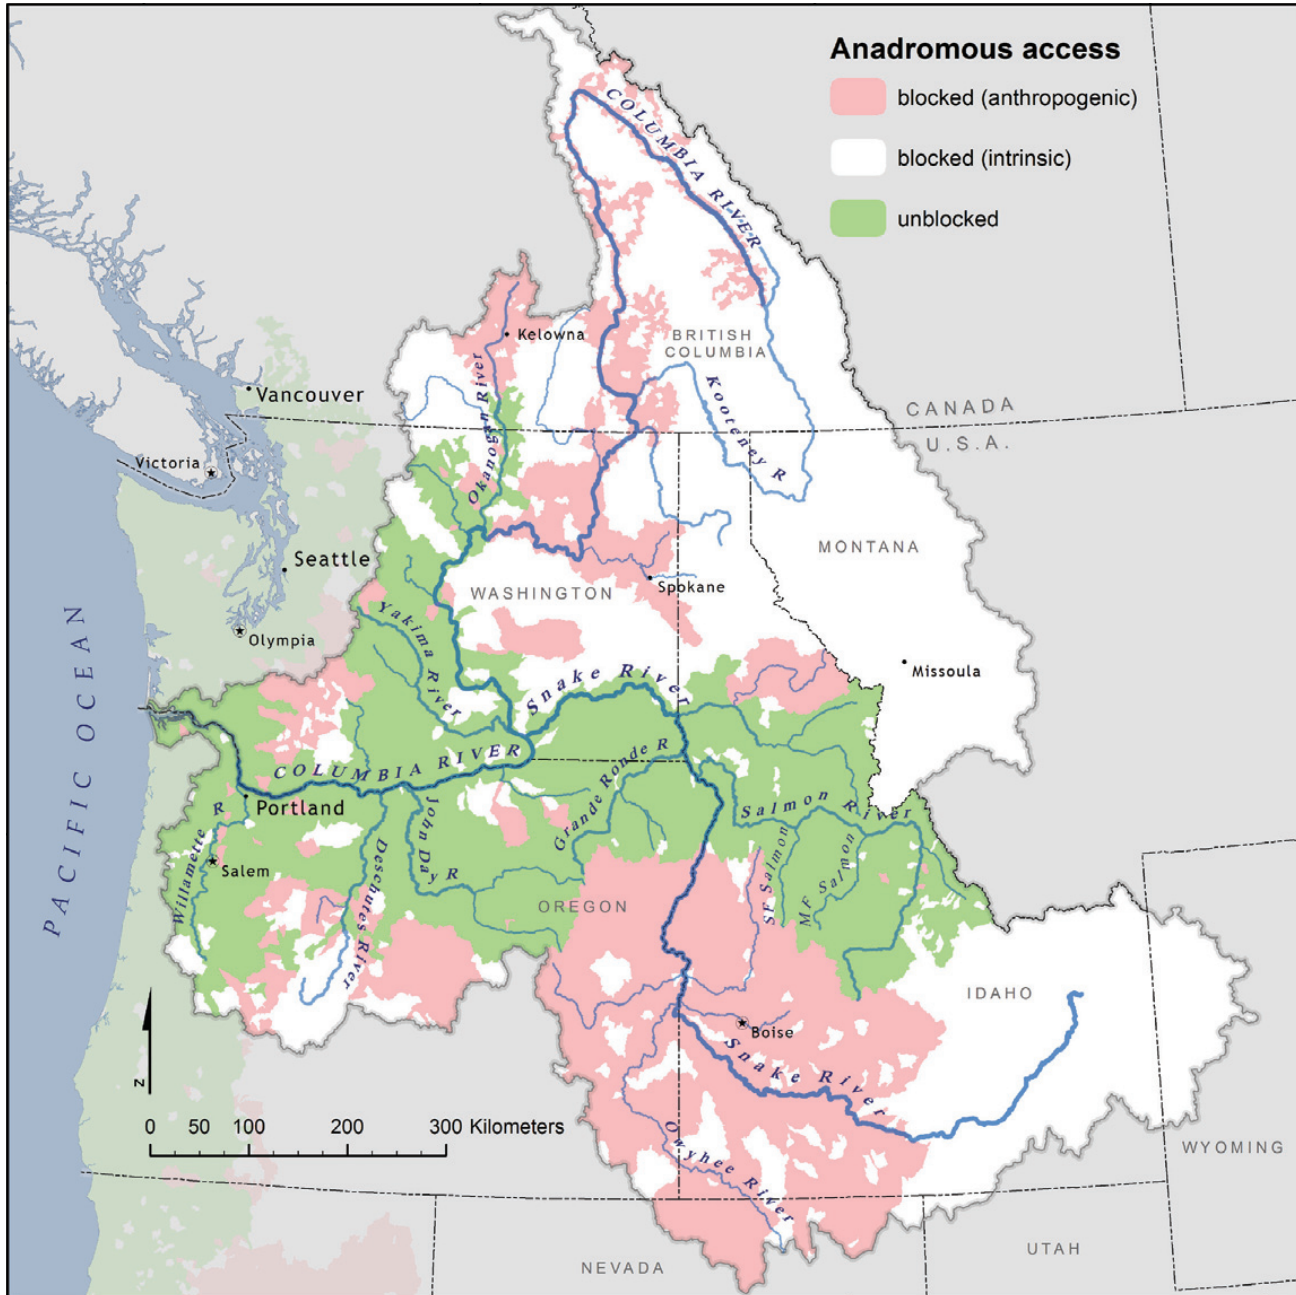 Anadromous access
blocked (anthropogenic)
blocked (intrinsic)
unblocked
COLUMBIA RIVER
Kelowna
BRITISH
COLUMBIA
Okanogan River
Kooteney R
Vancouver
CANADA
U.S.A.
Victoria
Seattle
MONTANA
WASHINGTON
Spokane
Olympia
Yakima River
Missoula
Snake River
PACIFIC OCEAN
COLUMBIA RIVER
Grande Ronde R
Portland
Salmon River
Willamette R
John Day R
Deschutes River
SF Salmon
MF Salmon
Salem
OREGON
IDAHO
Boise
Snake River
Z
0 50 100 200 300 Kilometers
Owyhee River
WYOMING
UTAH
NEVADA